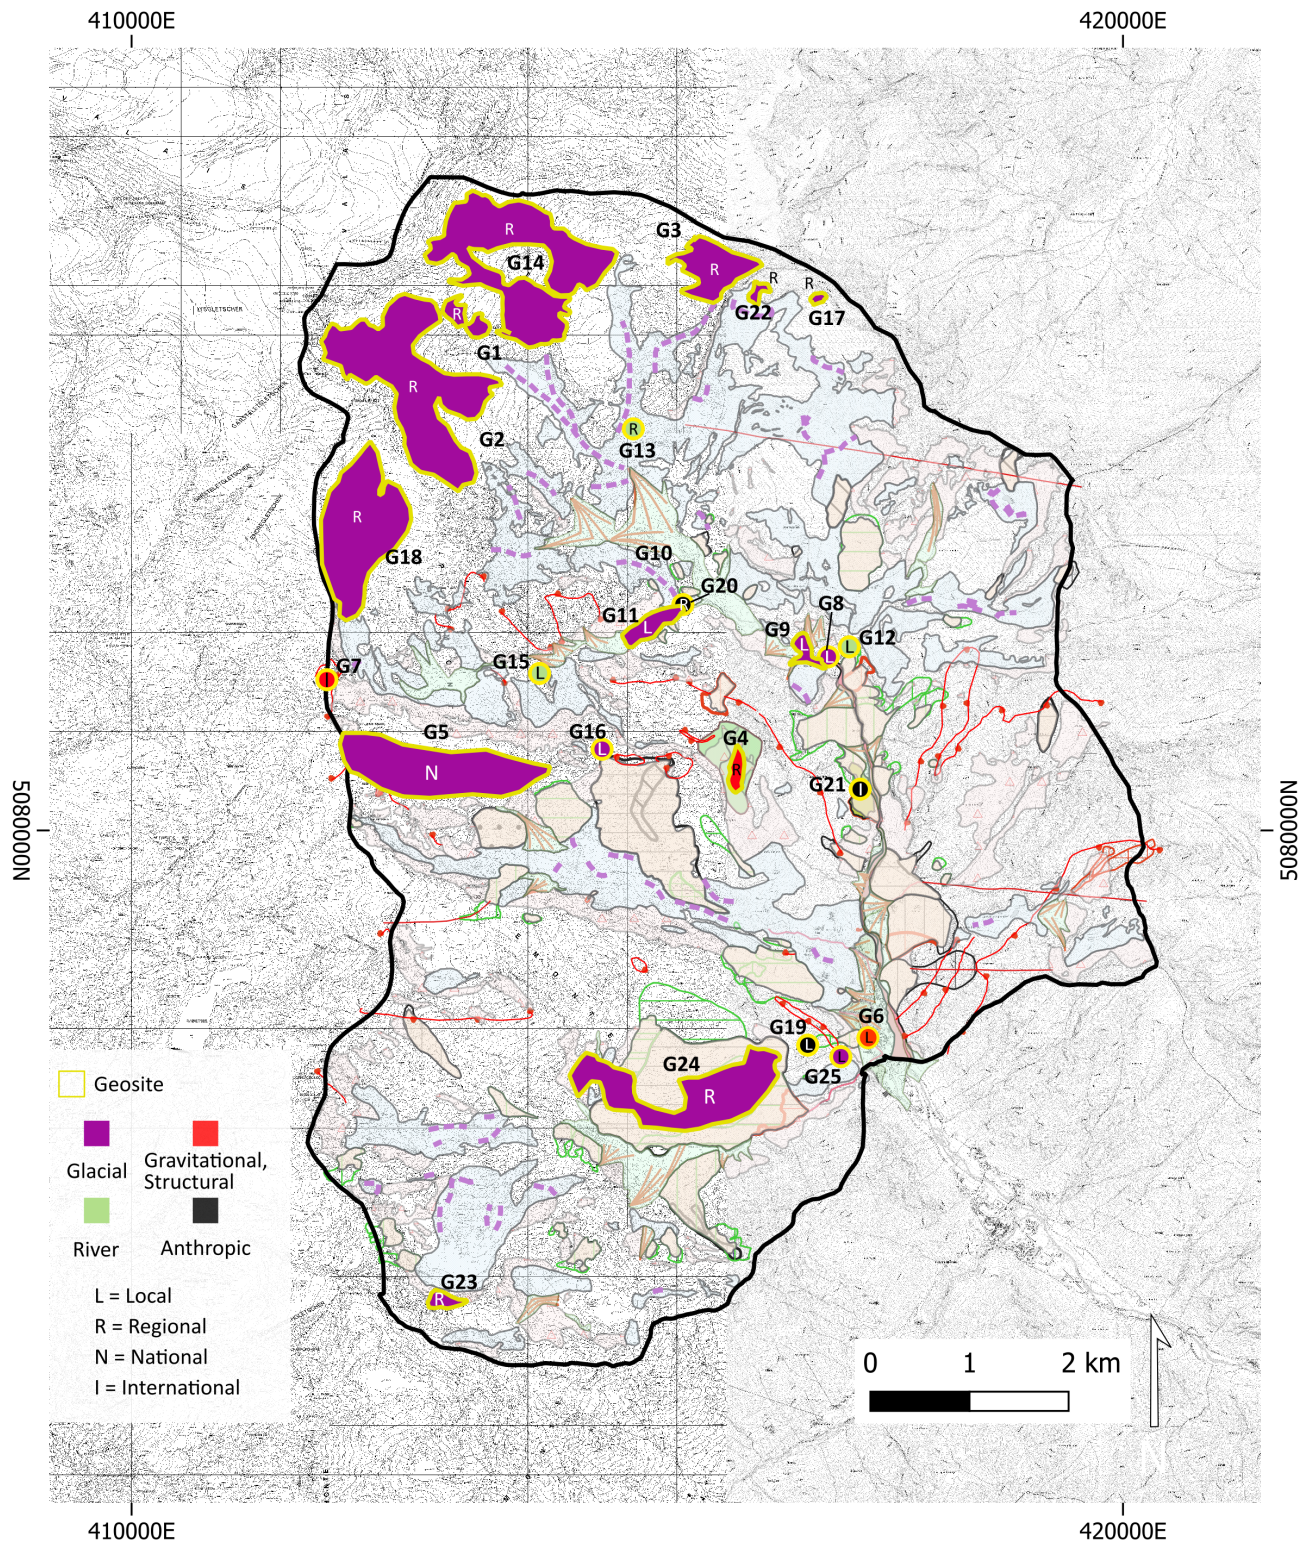 410000E
420000E
G3
R
R
G14
R
R
G22
G17
R
G1
R
R
G2
R
G13
R
G18
G10
G20
R
G11
L
G8
G9
L
L
G12
L
G15
L
G7
I
G5
N
G16
L
G4
R
G21
I
5080000N
5080000N
G6
L
G19
L
G25
L
G24
R
G23
R
Geosite
Glacial
Gravitational,
Structural
River
Anthropic
L = Local
R = Regional
N = National
I = International
0 1 2 km
N
410000E
420000E